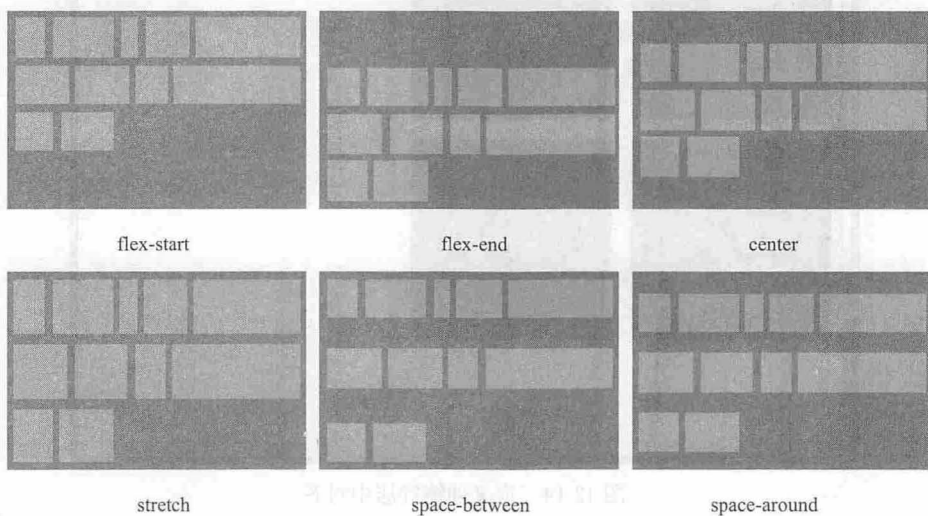 flex-start
flex-end
center
stretch
space-between
space-around